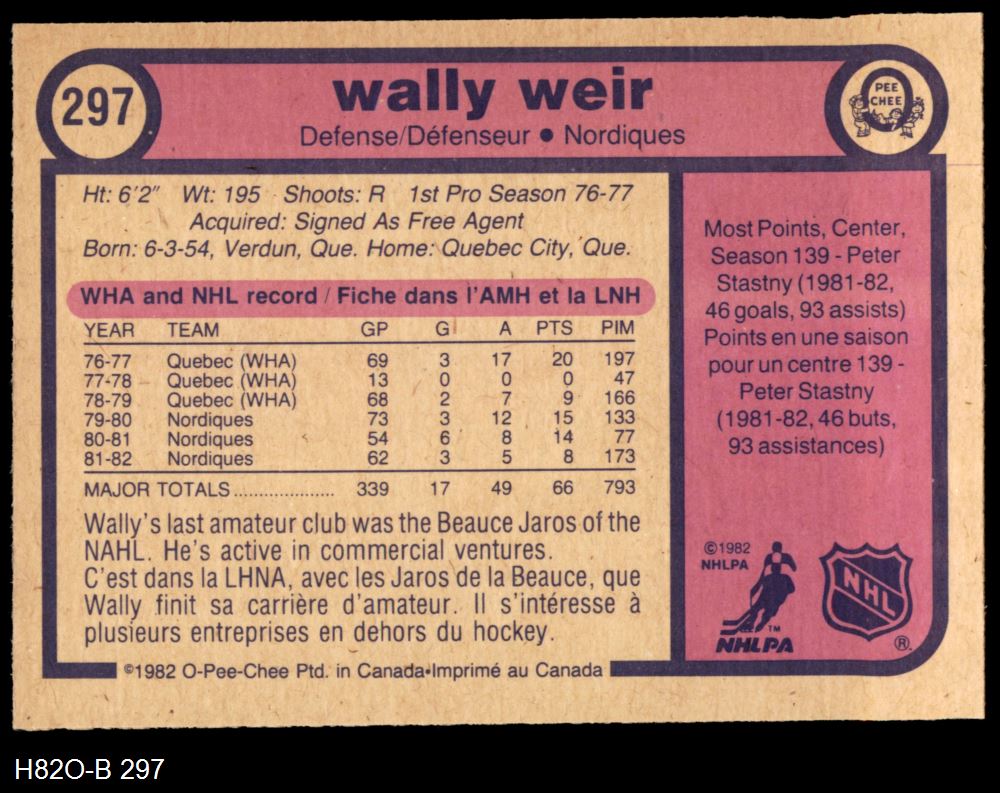 297
wally weir
Defense/Défenseur ● Nordiques
PEE
CHEE
Ht: 6'2" Wt: 195 Shoots: R 1st Pro Season 76-77
Acquired: Signed As Free Agent
Born: 6-3-54, Verdun, Que. Home: Quebec City, Que.
WHA and NHL record / Fiche dans l'AMH et la LNH
YEAR TEAM GP G A PTS PIM
76-77 Quebec (WHA) 69 3 17 20 197
77-78 Quebec (WHA) 13 0 0 0 47
78-79 Quebec (WHA) 68 2 7 9 166
79-80 Nordiques 73 3 12 15 133
80-81 Nordiques 54 6 8 14 77
81-82 Nordiques 62 3 5 8 173
MAJOR TOTALS.................... 339 17 49 66 793
Wally's last amateur club was the Beauce Jaros of the
NAHL. He's active in commercial ventures.
C'est dans la LHNA, avec les Jaros de la Beauce, que
Wally finit sa carrière d'amateur. Il s'intéresse à
plusieurs entreprises en dehors du hockey.
©1982 O-Pee-Chee Ptd. in Canada•Imprimé au Canada
Most Points, Center,
Season 139 - Peter
Stastny (1981-82,
46 goals, 93 assists)
Points en une saison
pour un centre 139 -
Peter Stastny
(1981-82, 46 buts,
93 assistances)
©1982
NHLPA
TM
NHLPA
NHL
®
H82O-B 297